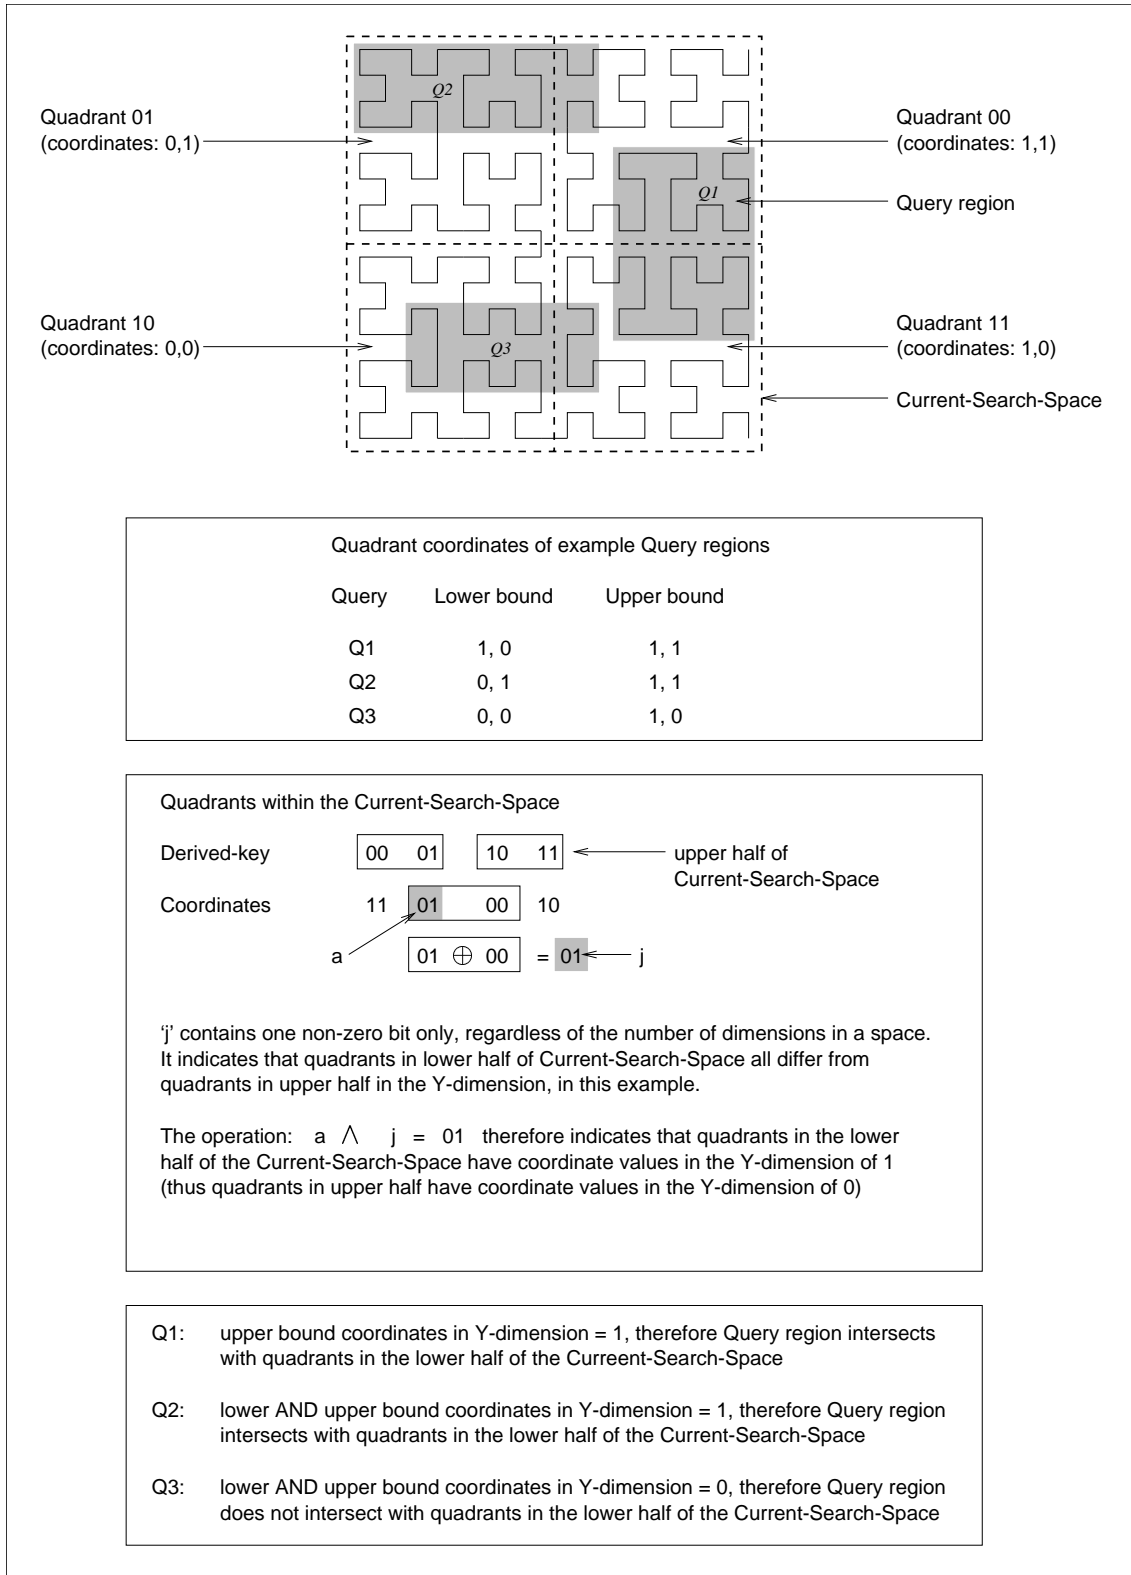 Q2
Quadrant 01
(coordinates: 0,1)
Quadrant 00
(coordinates: 1,1)
Q1
Query region
Quadrant 10
(coordinates: 0,0)
Q3
Quadrant 11
(coordinates: 1,0)
Current-Search-Space
Quadrant coordinates of example Query regions
Query Lower bound Upper bound
Q1 1, 0 1, 1
Q2 0, 1 1, 1
Q3 0, 0 1, 0
Quadrants within the Current-Search-Space
Derived-key 00 01 10 11 upper half of
Current-Search-Space
Coordinates 11 01 00 10
a 01 ⊕ 00 = 01 j
‘j’ contains one non-zero bit only, regardless of the number of dimensions in a space.
It indicates that quadrants in lower half of Current-Search-Space all differ from
quadrants in upper half in the Y-dimension, in this example.
The operation: a ∧ j = 01 therefore indicates that quadrants in the lower
half of the Current-Search-Space have coordinate values in the Y-dimension of 1
(thus quadrants in upper half have coordinate values in the Y-dimension of 0)
Q1: upper bound coordinates in Y-dimension = 1, therefore Query region intersects
with quadrants in the lower half of the Curreent-Search-Space
Q2: lower AND upper bound coordinates in Y-dimension = 1, therefore Query region
intersects with quadrants in the lower half of the Current-Search-Space
Q3: lower AND upper bound coordinates in Y-dimension = 0, therefore Query region
does not intersect with quadrants in the lower half of the Current-Search-Space